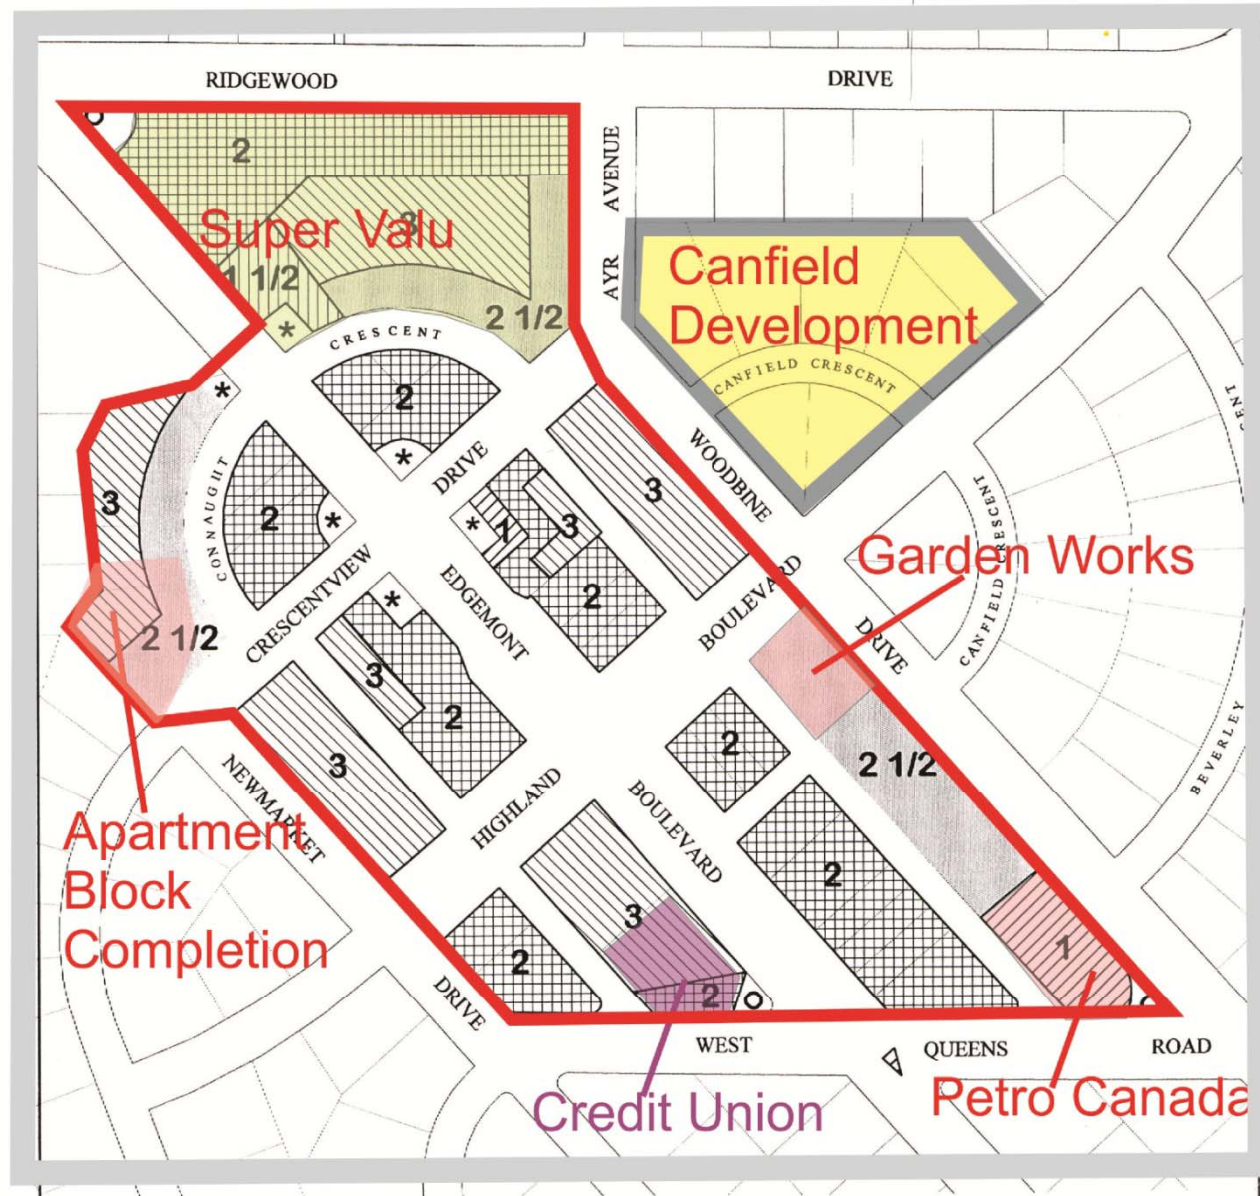 RIDGEWOOD DRIVE
AYR AVENUE
2
3
Super Valu
1 1/2
*
2 1/2
Canfield
Development
CANFIELD CRESCENT
CRESCENT
*
2
*
DRIVE
WOODBINE
3
3
CONNAUGHT
2
*
*
1
3
2
EDGEMONT
BOULEVARD
CRESCENTVIEW
Garden Works
CANFIELD CRESCENT
DRIVE
2 1/2
*
3
2
3
NEWMARKET
HIGHLAND
BOULEVARD
2
2 1/2
BEVERLEY
CENT
Apartment
Block
Completion
2
3
2
2
1
DRIVE
WEST QUEENS ROAD
Credit Union
Petro Canada